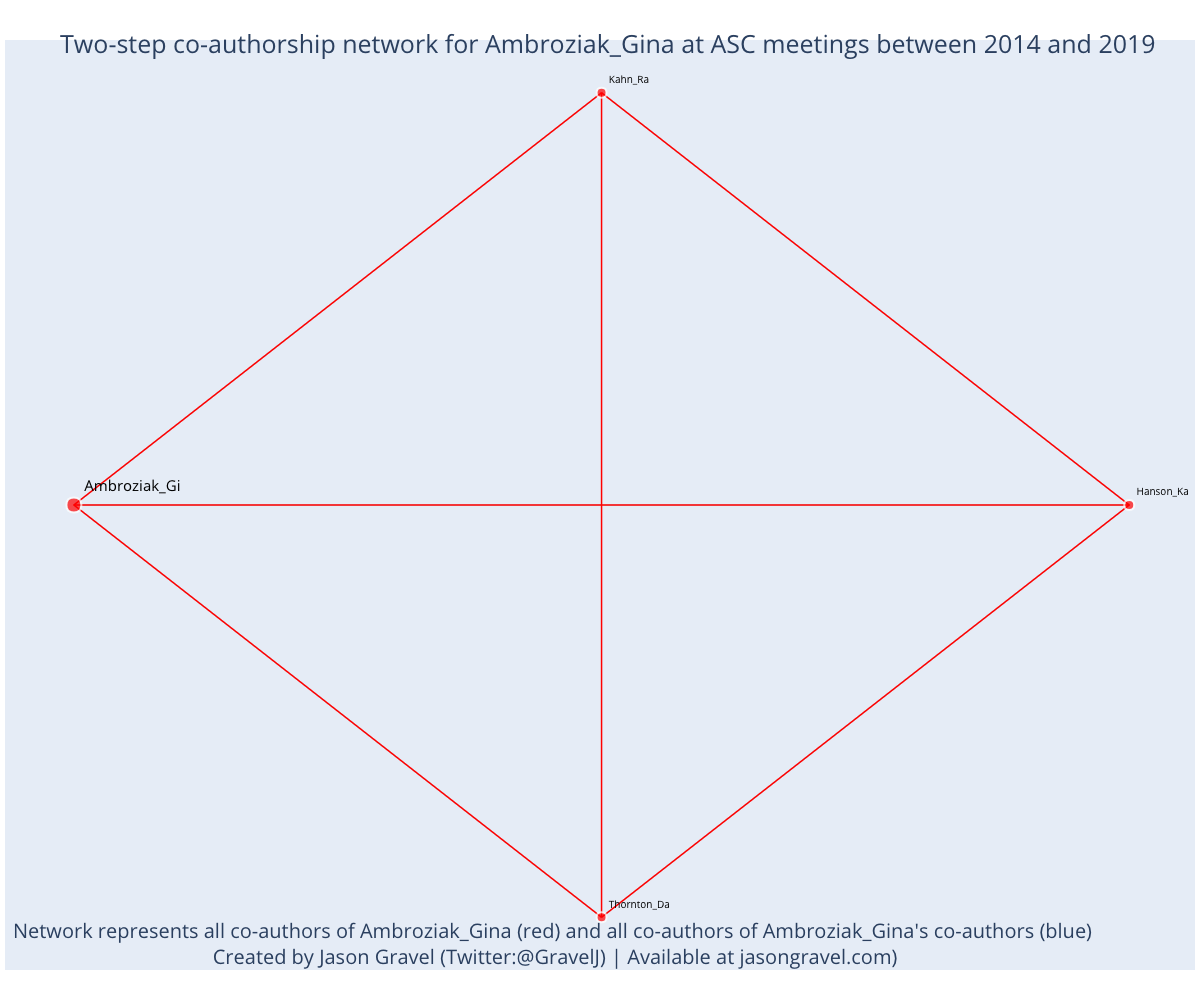 Two-step co-authorship network for Ambroziak_Gina at ASC meetings between 2014 and 2019
Kahn_Ra
Ambroziak_Gi
Hanson_Ka
Thornton_Da
Network represents all co-authors of Ambroziak_Gina (red) and all co-authors of Ambroziak_Gina's co-authors (blue)
Created by Jason Gravel (Twitter:@GravelJ) | Available at jasongravel.com)